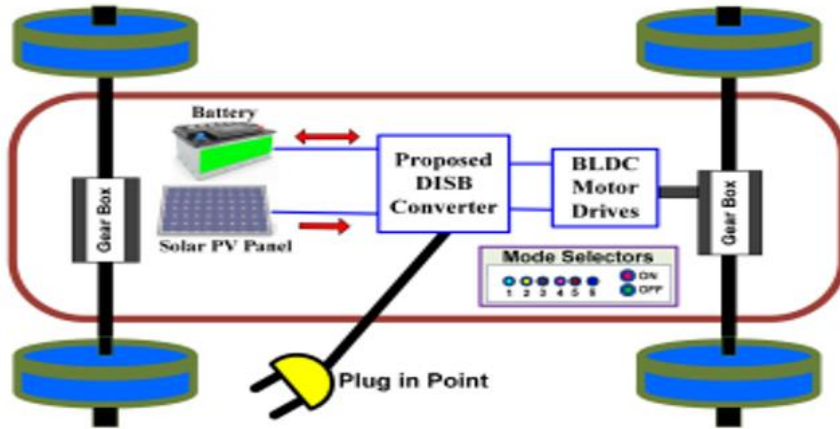 Battery
Proposed
DISB
Converter
BLDC
Motor
Drives
Gear Box
Gear Box
Solar PV Panel
Mode Selectors
ON
1 2 3 4 5 6
OFF
Plug in Point